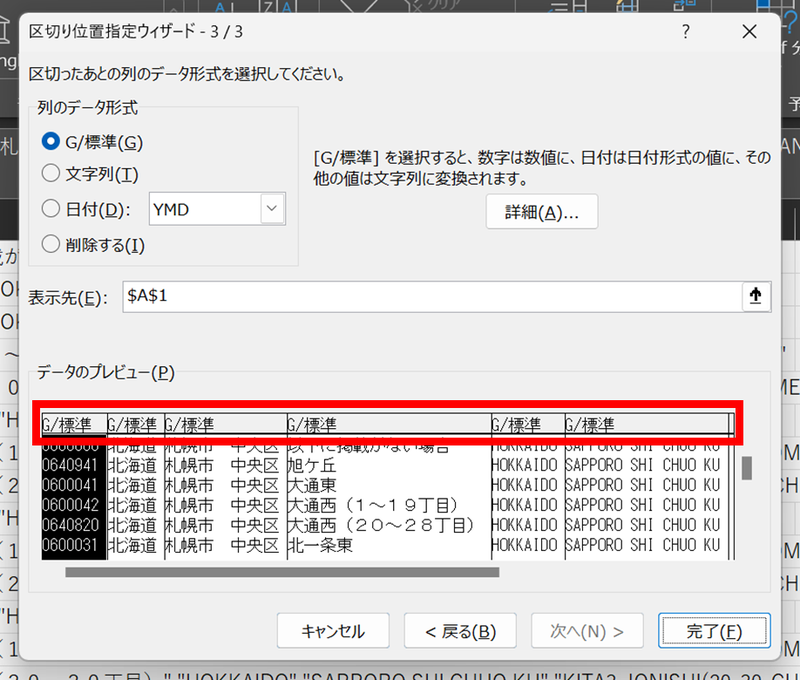 区切り位置指定ウィザード - 3 / 3
?
区切ったあとの列のデータ形式を選択してください。
列のデータ形式
G/標準(G)
文字列(T)
日付(D): YMD
削除する(I)
[G/標準] を選択すると、数字は数値に、日付は日付形式の値に、その
他の値は文字列に変換されます。
詳細(A)...
表示先(E): $A$1
データのプレビュー(P)
G/標準 G/標準 G/標準 G/標準 G/標準 G/標準
0600000 北海道 札幌市 中央区 以下に掲載がない場合 HOKKAIDO SAPPORO SHI CHUO KU
0640941 北海道 札幌市 中央区 旭ケ丘 HOKKAIDO SAPPORO SHI CHUO KU
0600041 北海道 札幌市 中央区 大通東 HOKKAIDO SAPPORO SHI CHUO KU
0600042 北海道 札幌市 中央区 大通西（１～１９丁目） HOKKAIDO SAPPORO SHI CHUO KU
0640820 北海道 札幌市 中央区 大通西（２０～２８丁目） HOKKAIDO SAPPORO SHI CHUO KU
0600031 北海道 札幌市 中央区 北一条東 HOKKAIDO SAPPORO SHI CHUO KU
キャンセル
< 戻る(B)
次へ(N) >
完了(F)